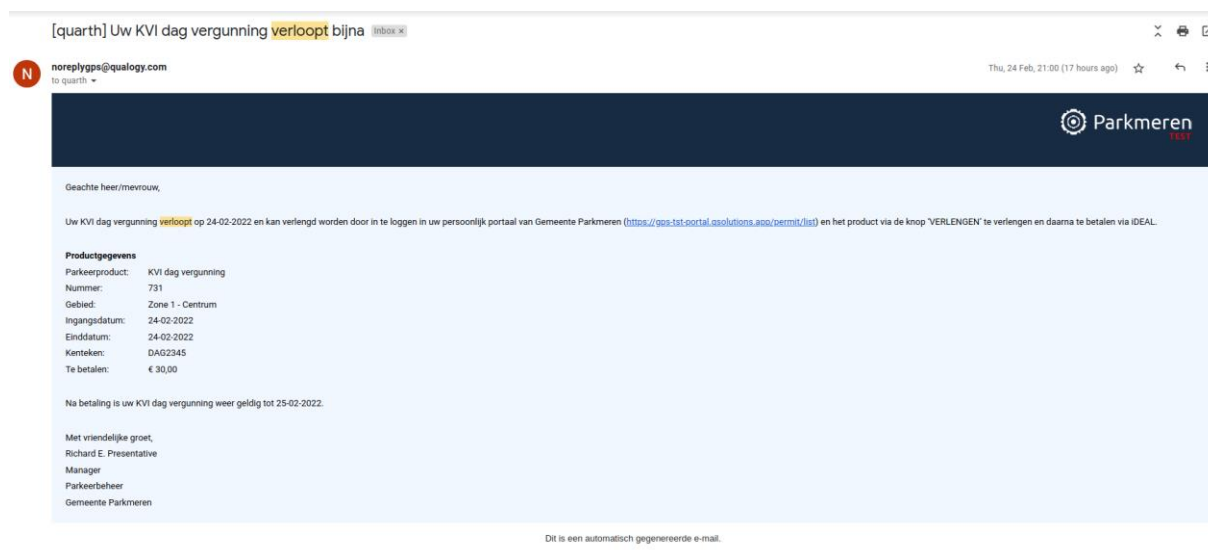 [quarth] Uw KVI dag vergunning verloopt bijna Inbox ×
N
noreplygps@qualogy.com
Thu, 24 Feb, 21:00 (17 hours ago)
to quarth
Parkmeren
TEST
Geachte heer/mevrouw,
Uw KVI dag vergunning verloopt op 24-02-2022 en kan verlengd worden door in te loggen in uw persoonlijk portaal van Gemeente Parkmeren (https://gps-tst-portal.qsolutions.app/permit/list) en het product via de knop 'VERLENGEN' te verlengen en daarna te betalen via iDEAL.
Productgegevens
Parkeerproduct: KVI dag vergunning
Nummer: 731
Gebied: Zone 1 - Centrum
Ingangsdatum: 24-02-2022
Einddatum: 24-02-2022
Kenteken: DAG2345
Te betalen: € 30,00
Na betaling is uw KVI dag vergunning weer geldig tot 25-02-2022.
Met vriendelijke groet,
Richard E. Presentative
Manager
Parkeerbeheer
Gemeente Parkmeren
Dit is een automatisch gegenereerde e-mail.